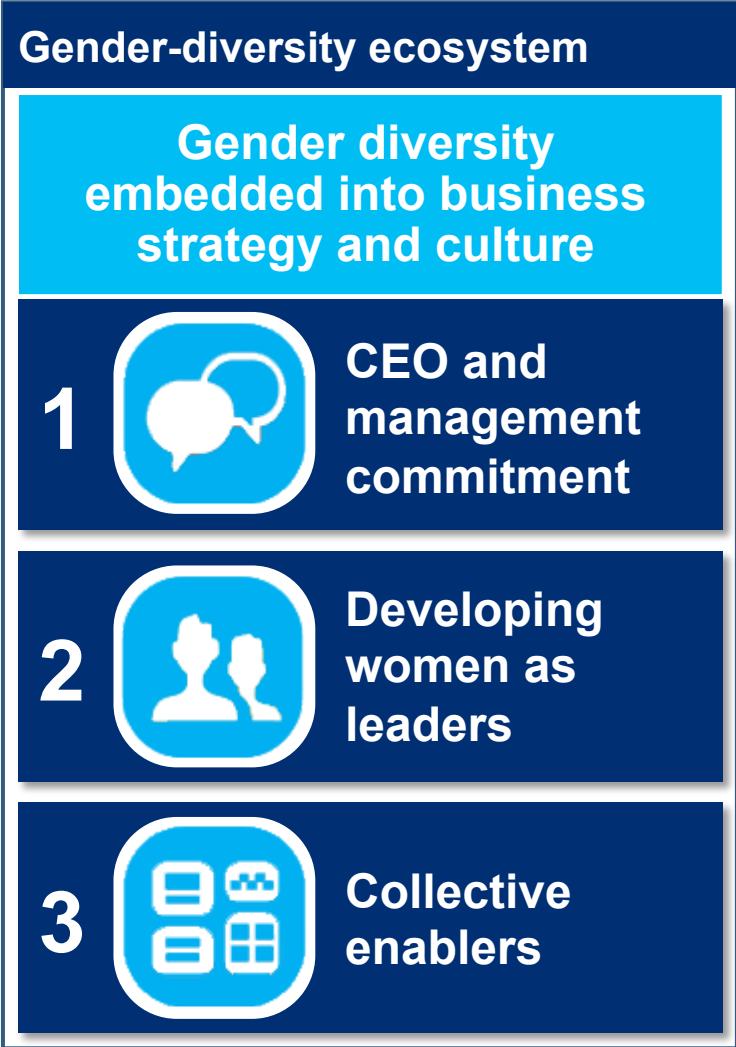 Gender-diversity ecosystem
Gender diversity
embedded into business
strategy and culture
1
CEO and
management
commitment
2
Developing
women as
leaders
3
Collective
enablers